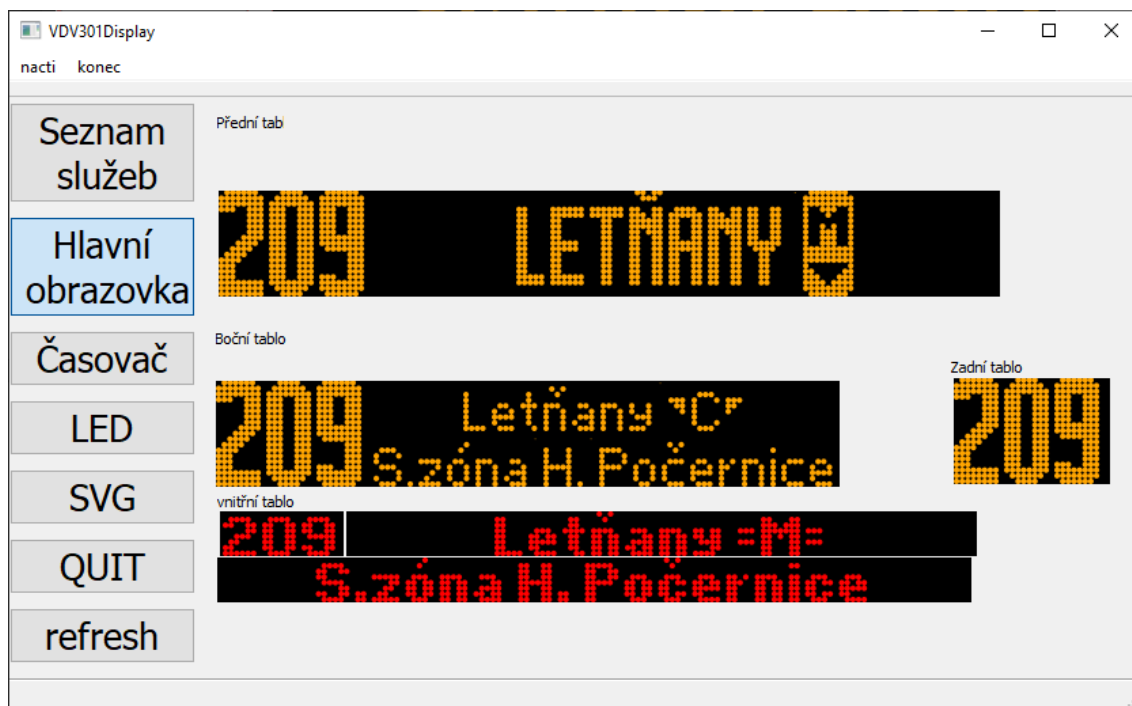 VDV301Display
nacti konec
Seznam
služeb
Hlavní
obrazovka
Časovač
LED
SVG
QUIT
refresh
Přední tab
209 LETŇANY M
Boční tablo
209 Letňany C
S.zóna H. Počernice
Zadní tablo
209
vnitřní tablo
209 Letňany =M=
S.zóna H. Počernice